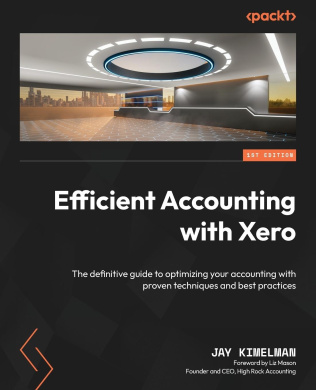 <packt>
1ST EDITION
Efficient Accounting
with Xero
The definitive guide to optimizing your accounting with
proven techniques and best practices
JAY KIMELMAN
Foreword by Liz Mason
Founder and CEO, High Rock Accounting